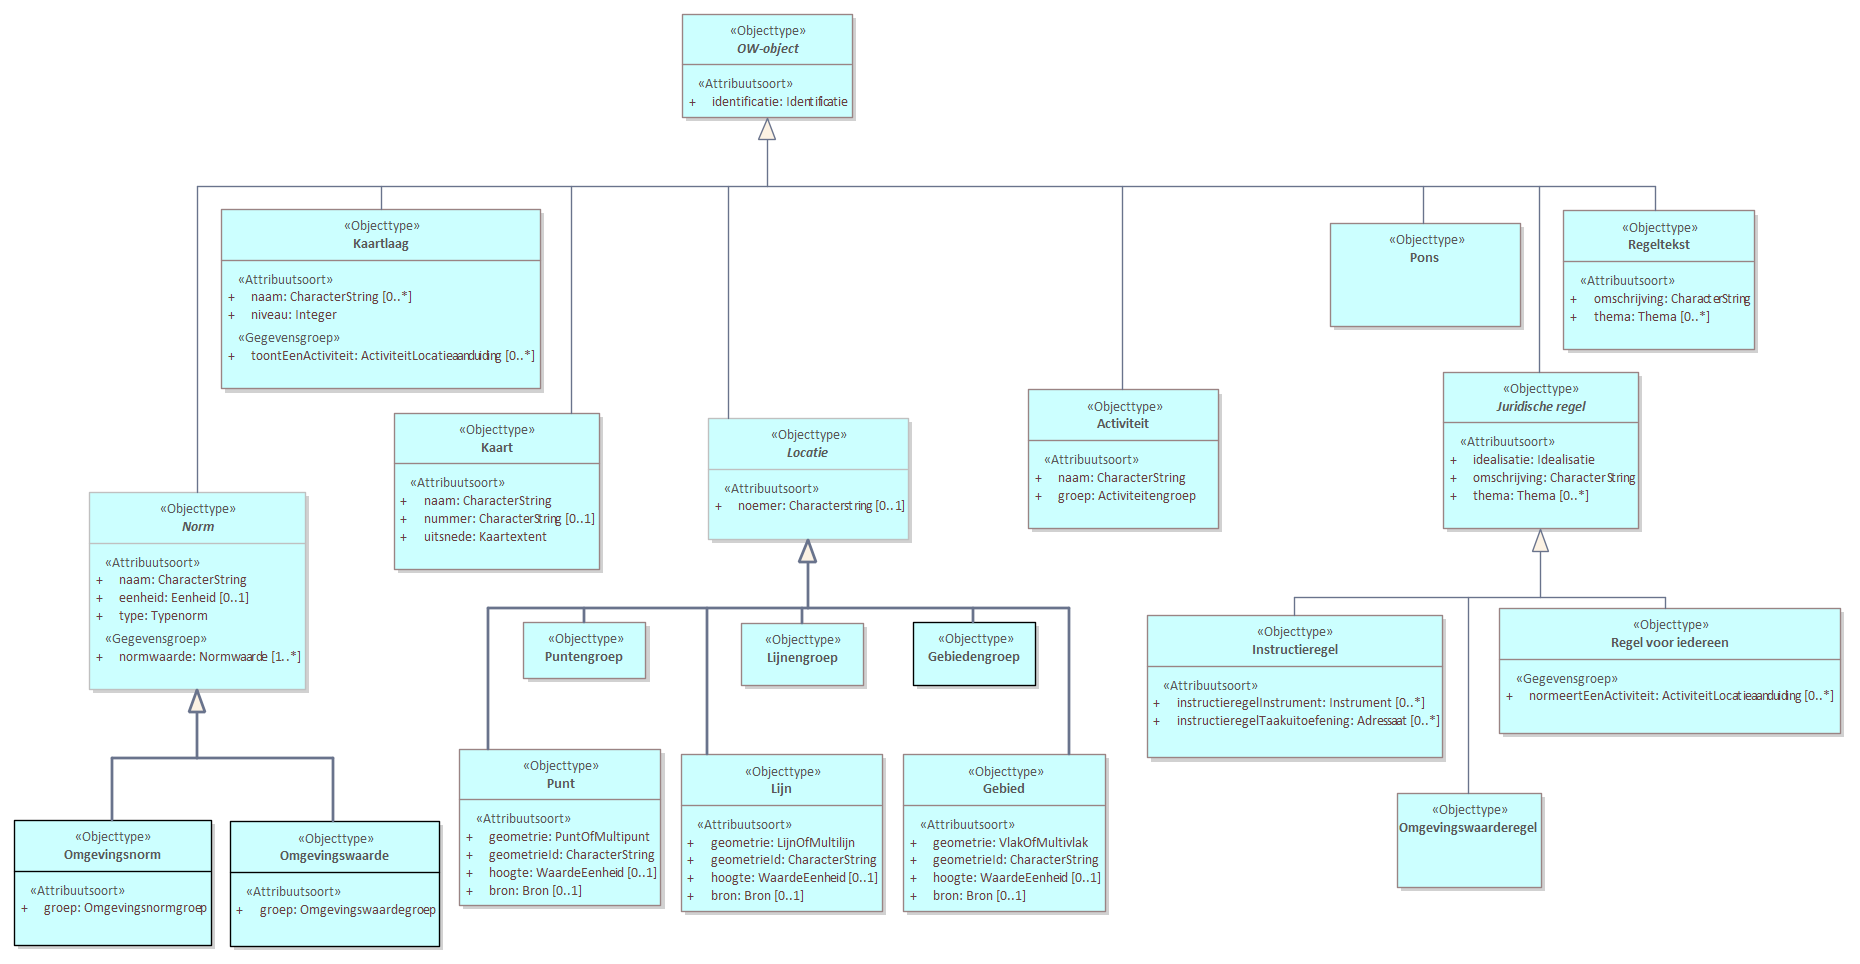 «Objecttype»
OW-object
«Attribuutsoort»
+ identificatie: Identificatie
«Objecttype»
Kaartlaag
«Attribuutsoort»
+ naam: CharacterString [0..*]
+ niveau: Integer
«Gegevensgroep»
+ toontEenActiviteit: ActiviteitLocatieaanduiding [0..*]
«Objecttype»
Pons
«Objecttype»
Regeltekst
«Attribuutsoort»
+ omschrijving: CharacterString
+ thema: Thema [0..*]
«Objecttype»
Kaart
«Attribuutsoort»
+ naam: CharacterString
+ nummer: CharacterString [0..1]
+ uitsnede: Kaartextent
«Objecttype»
Locatie
«Attribuutsoort»
+ noemer: Characterstring [0..1]
«Objecttype»
Activiteit
«Attribuutsoort»
+ naam: CharacterString
+ groep: Activiteitengroep
«Objecttype»
Juridische regel
«Attribuutsoort»
+ idealisatie: Idealisatie
+ omschrijving: CharacterString
+ thema: Thema [0..*]
«Objecttype»
Norm
«Attribuutsoort»
+ naam: CharacterString
+ eenheid: Eenheid [0..1]
+ type: Typenorm
«Gegevensgroep»
+ normwaarde: Normwaarde [1..*]
«Objecttype»
Puntengroep
«Objecttype»
Lijnengroep
«Objecttype»
Gebiedengroep
«Objecttype»
Instructieregel
«Attribuutsoort»
+ instructieregelInstrument: Instrument [0..*]
+ instructieregelTaakuitoefening: Adressaat [0..*]
«Objecttype»
Regel voor iedereen
«Gegevensgroep»
+ normeertEenActiviteit: ActiviteitLocatieaanduiding [0..*]
«Objecttype»
Punt
«Attribuutsoort»
+ geometrie: PuntOfMultipunt
+ geometrieId: CharacterString
+ hoogte: WaardeEenheid [0..1]
+ bron: Bron [0..1]
«Objecttype»
Lijn
«Attribuutsoort»
+ geometrie: LijnOfMultilijn
+ geometrieId: CharacterString
+ hoogte: WaardeEenheid [0..1]
+ bron: Bron [0..1]
«Objecttype»
Gebied
«Attribuutsoort»
+ geometrie: VlakOfMultivlak
+ geometrieId: CharacterString
+ hoogte: WaardeEenheid [0..1]
+ bron: Bron [0..1]
«Objecttype»
Omgevingswaarderegel
«Objecttype»
Omgevingsnorm
«Attribuutsoort»
+ groep: Omgevingsnormgroep
«Objecttype»
Omgevingswaarde
«Attribuutsoort»
+ groep: Omgevingswaardegroep